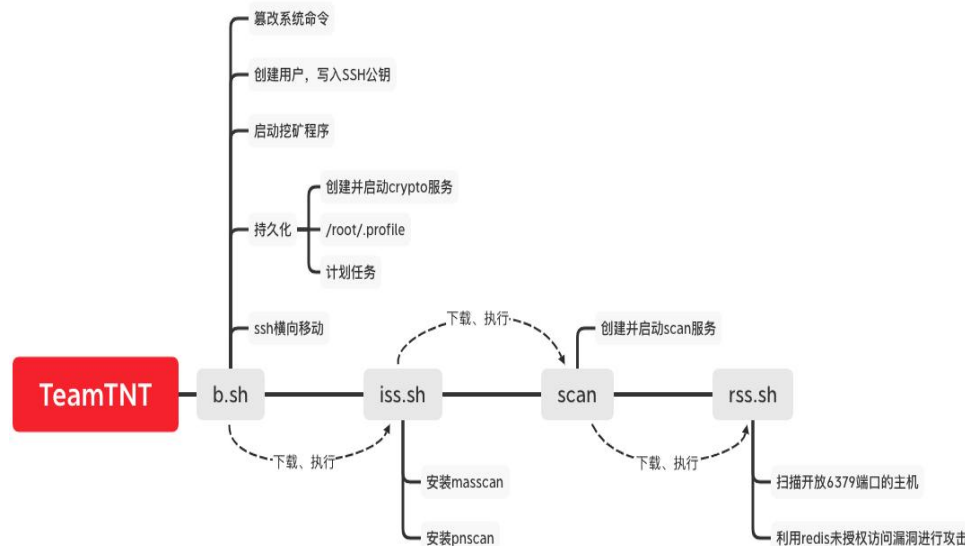 篡改系统命令
创建用户，写入SSH公钥
启动挖矿程序
创建并启动crypto服务
持久化
/root/.profile
计划任务
ssh横向移动
下载、执行
创建并启动scan服务
TeamTNT
b.sh
iss.sh
scan
rss.sh
下载、执行
下载、执行
安装masscan
扫描开放6379端口的主机
安装pnscan
利用redis未授权访问漏洞进行攻击